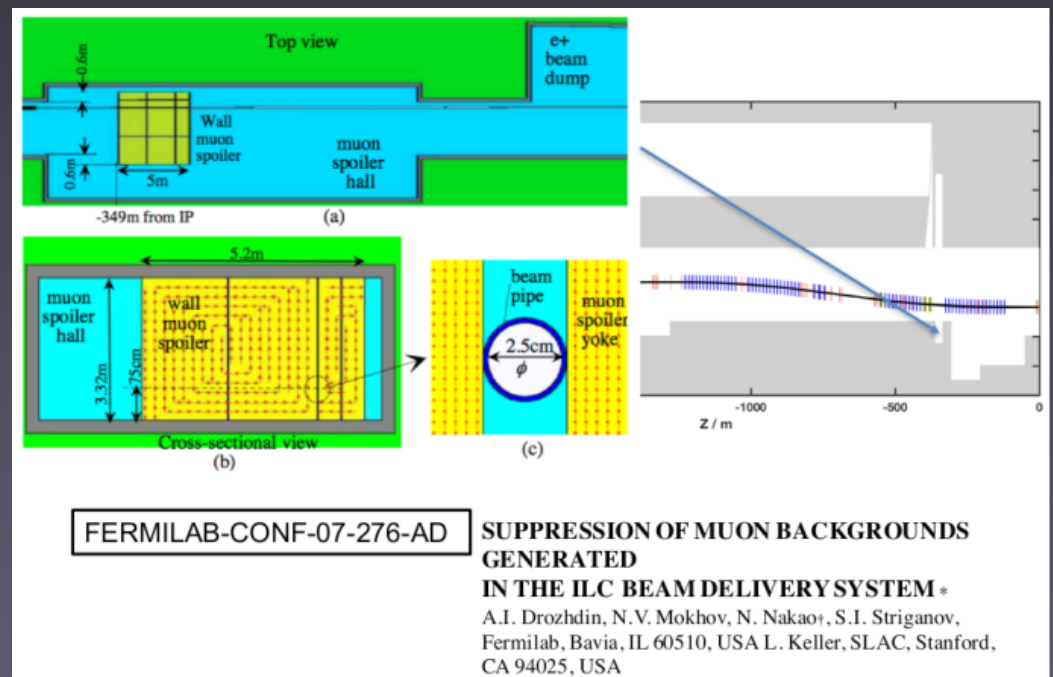 Top view
e+
beam
dump
0.6m
0.6m
Wall
muon
spoiler
5m
muon
spoiler
hall
-349m from IP
(a)
5.2m
muon
spoiler
hall
wall
muon
spoiler
3.32m
75cm
Cross-sectional view
(b)
beam
pipe
muon
spoiler
yoke
2.5cm
ϕ
(c)
-1000
-500
0
Z / m
FERMILAB-CONF-07-276-AD
SUPPRESSION OF MUON BACKGROUNDS
GENERATED
IN THE ILC BEAM DELIVERY SYSTEM *
A.I. Drozhdin, N.V. Mokhov, N. Nakao†, S.I. Striganov,
Fermilab, Bavia, IL 60510, USA L. Keller, SLAC, Stanford,
CA 94025, USA